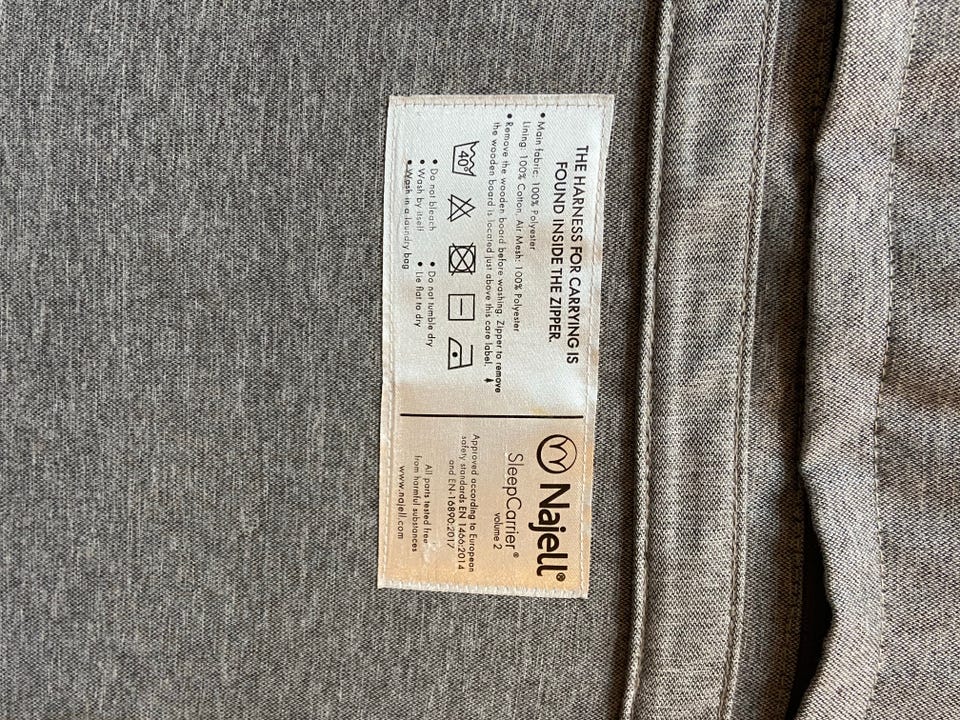 THE HARNESS FOR CARRYING IS
FOUND INSIDE THE ZIPPER.
• Main fabric: 100% Polyester
Lining: 100% Cotton, Air Mesh: 100% Polyester
• Remove the wooden board before washing. Zipper to remove
the wooden board is located just above this care label.
40°
• Do not bleach
• Wash by itself
• Wash in a laundry bag
• Do not tumble dry
• Lie flat to dry
Najell®
SleepCarrier®
volume 2
Approved according to European
safety standards EN 1466:2014
and EN-16890:2017
All parts tested free
from harmful substances
www.najell.com